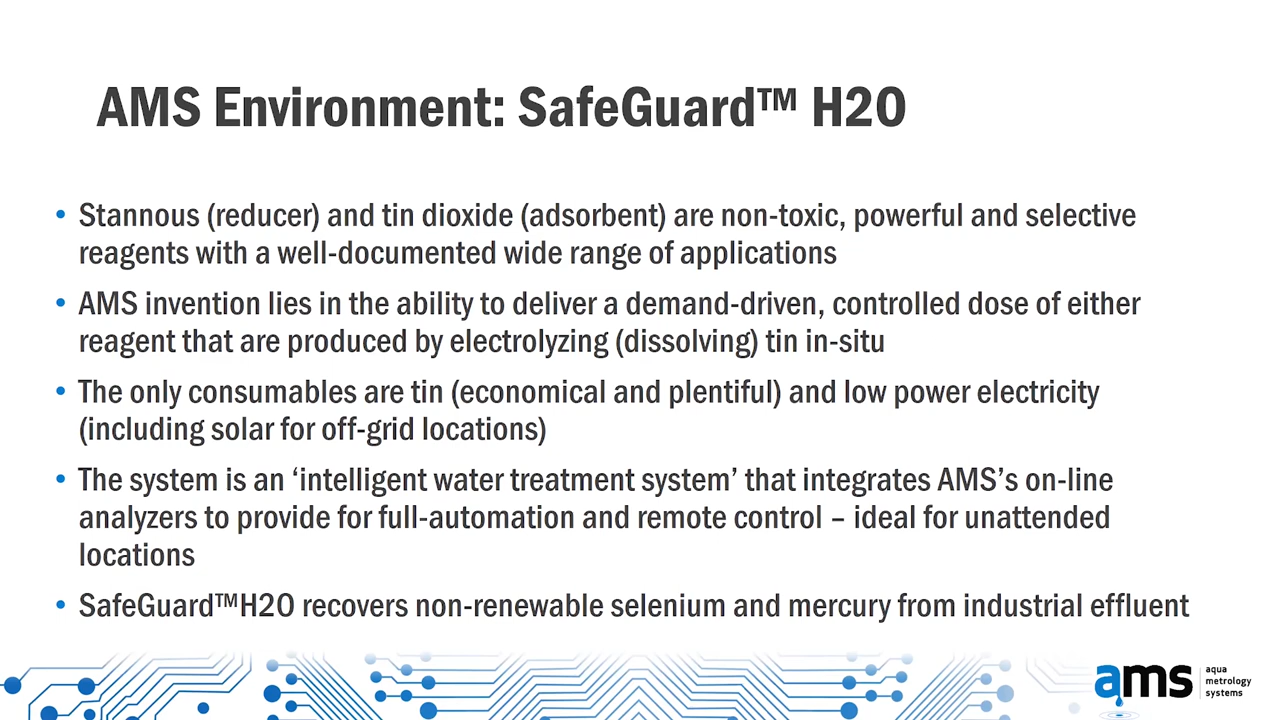 AMS Environment: SafeGuard™ H2O
• Stannous (reducer) and tin dioxide (adsorbent) are non-toxic, powerful and selective
reagents with a well-documented wide range of applications
• AMS invention lies in the ability to deliver a demand-driven, controlled dose of either
reagent that are produced by electrolyzing (dissolving) tin in-situ
• The only consumables are tin (economical and plentiful) and low power electricity
(including solar for off-grid locations)
• The system is an ‘intelligent water treatment system’ that integrates AMS’s on-line
analyzers to provide for full-automation and remote control – ideal for unattended
locations
• SafeGuard™H2O recovers non-renewable selenium and mercury from industrial effluent
ams
aqua
metrology
systems